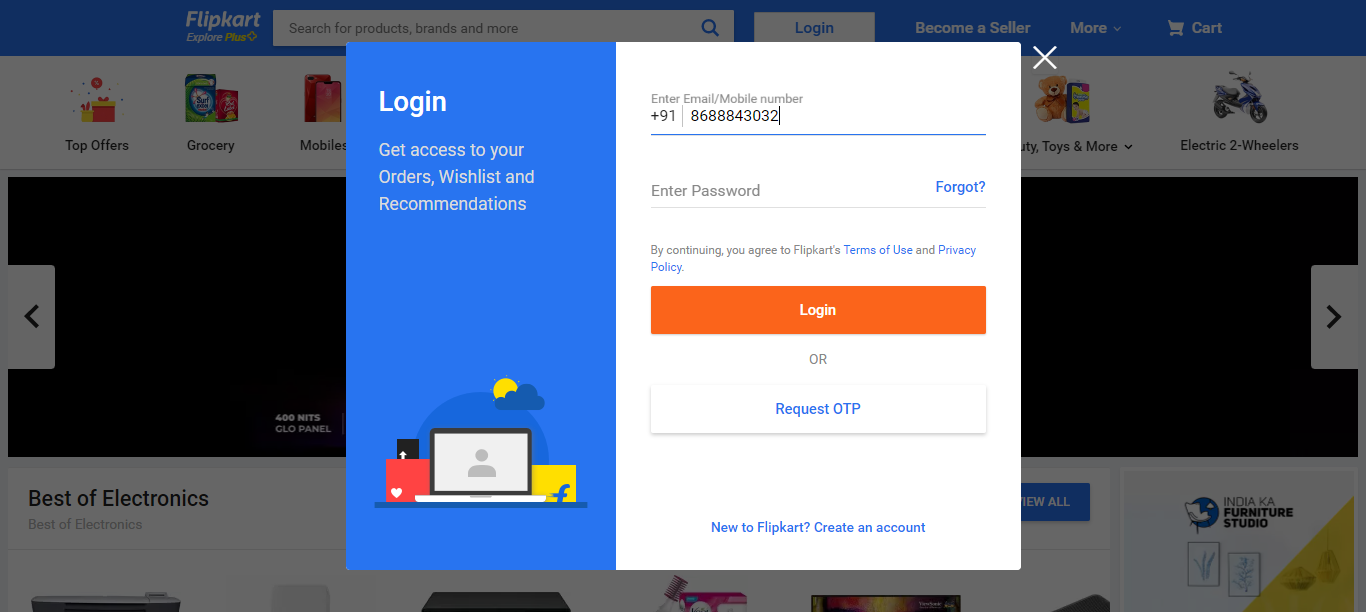 Flipkart
Explore Plus
Search for products, brands and more
Login
Become a Seller
More
Cart
Top Offers
Grocery
Mobiles
uty, Toys & More
Electric 2-Wheelers
Login
Get access to your
Orders, Wishlist and
Recommendations
Enter Email/Mobile number
+91 8688843032
Enter Password
Forgot?
By continuing, you agree to Flipkart's Terms of Use and Privacy
Policy.
Login
OR
Request OTP
New to Flipkart? Create an account
400 NITS
GLO PANEL
Best of Electronics
Best of Electronics
VIEW ALL
INDIA KA
FURNITURE
STUDIO